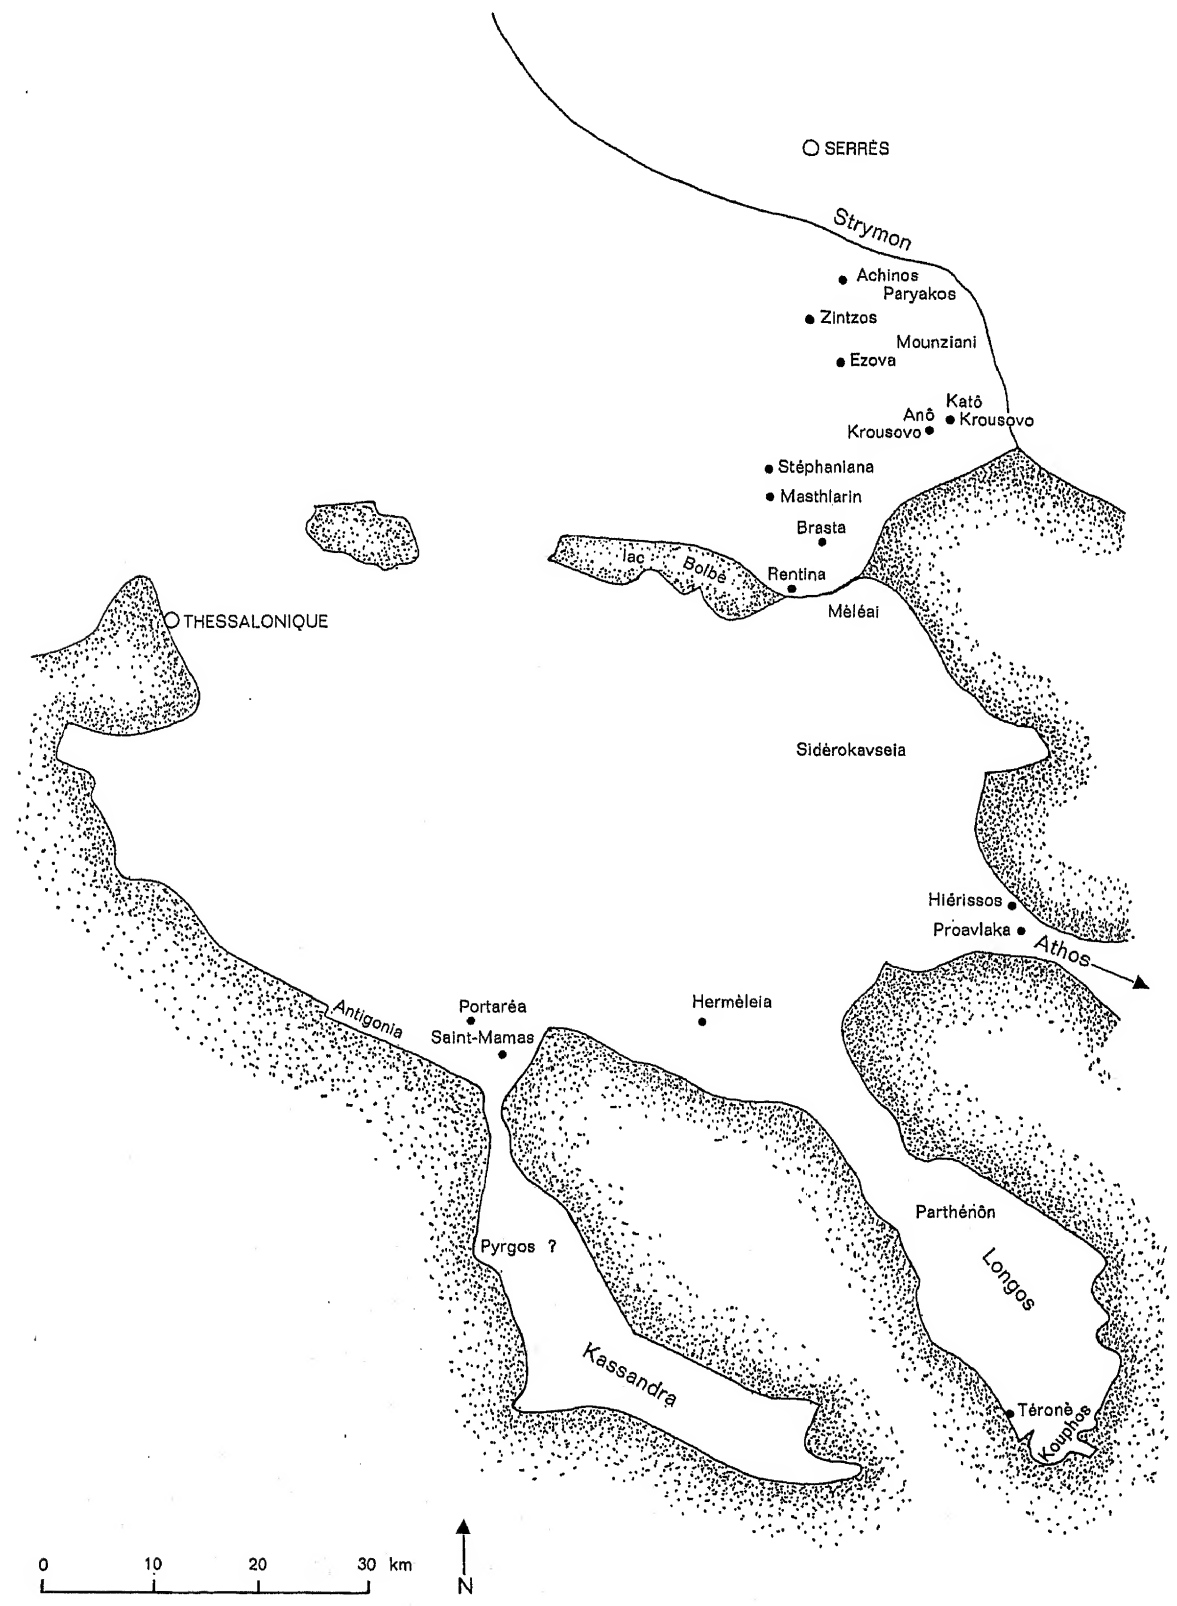 SERRÈS
Strymon
Achinos
Paryakos
Zintzos
Mounziani
Ezova
Katô
Krousovo
Anô
Krousovo
Stéphaniana
Masthlarin
Brasta
lac Bolbè
Rentina
Mèléai
THESSALONIQUE
Sidèrokavseia
Hiérissos
Proavlaka
Athos
Antigonia
Portaréa
Saint-Mamas
Hermèleia
Parthénôn
Longos
Pyrgos ?
Kassandra
Téronè
Kouphos
0 10 20 30 km
N